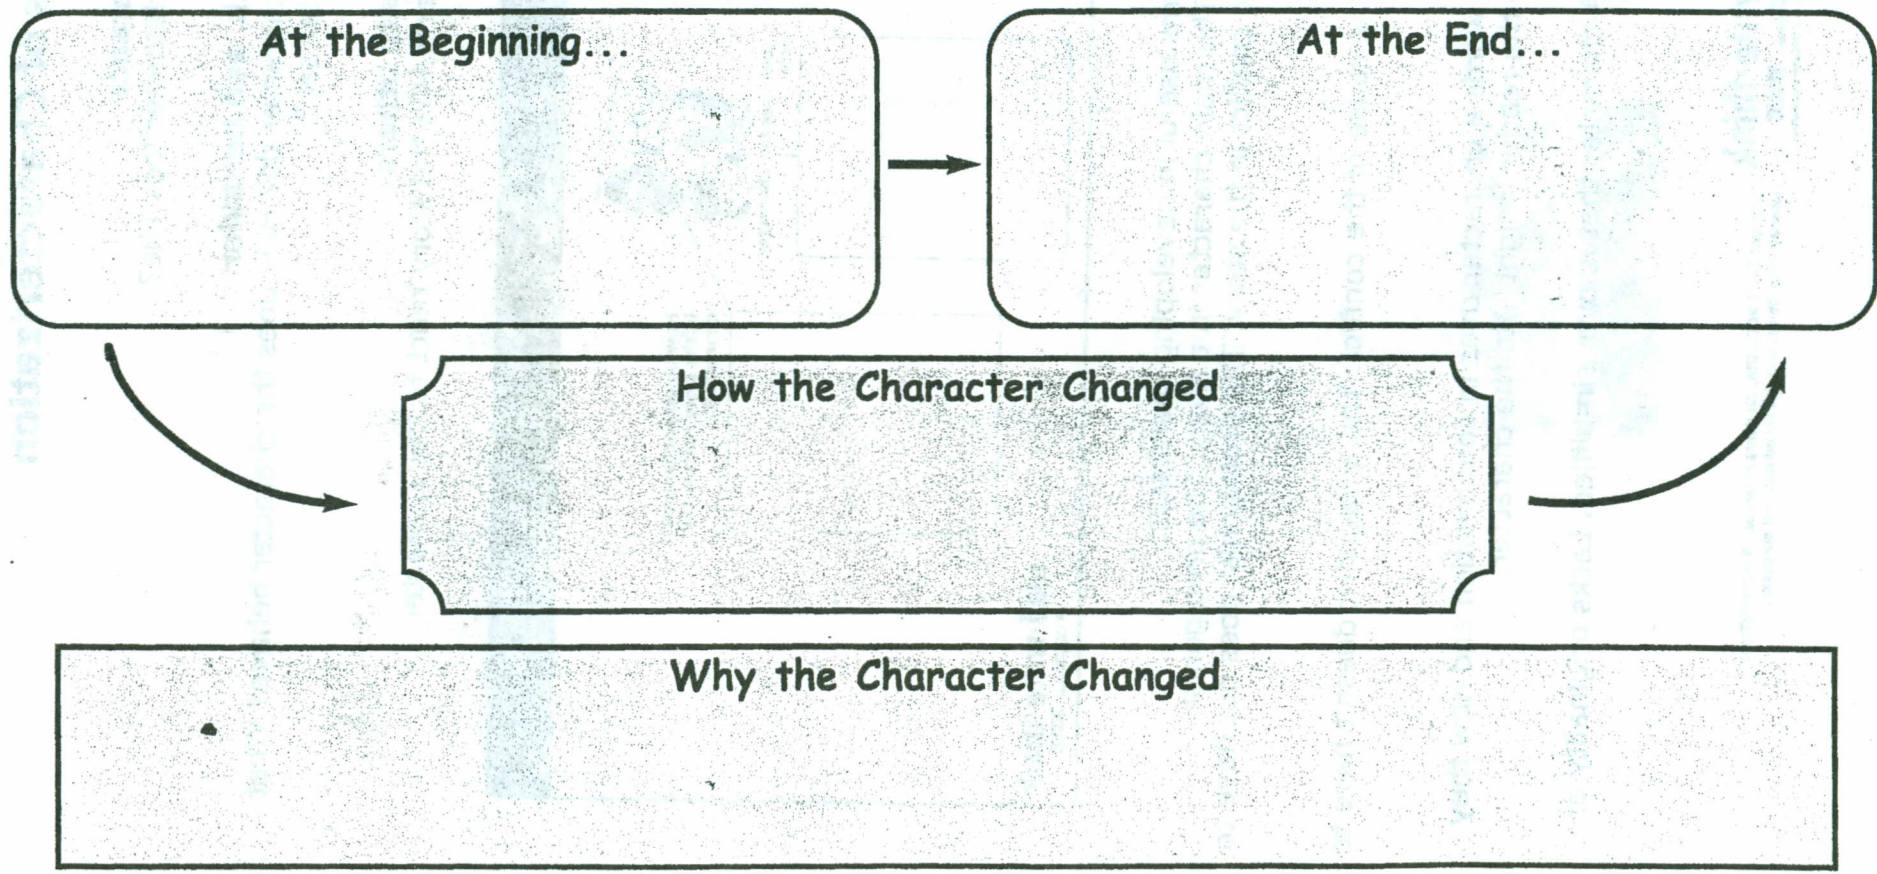 At the Beginning...
At the End...
How the Character Changed
Why the Character Changed